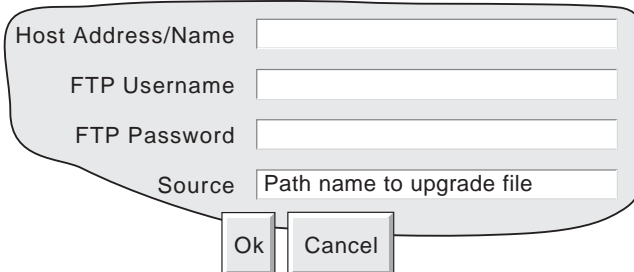 Host Address/Name
FTP Username
FTP Password
Source Path name to upgrade file
Ok Cancel